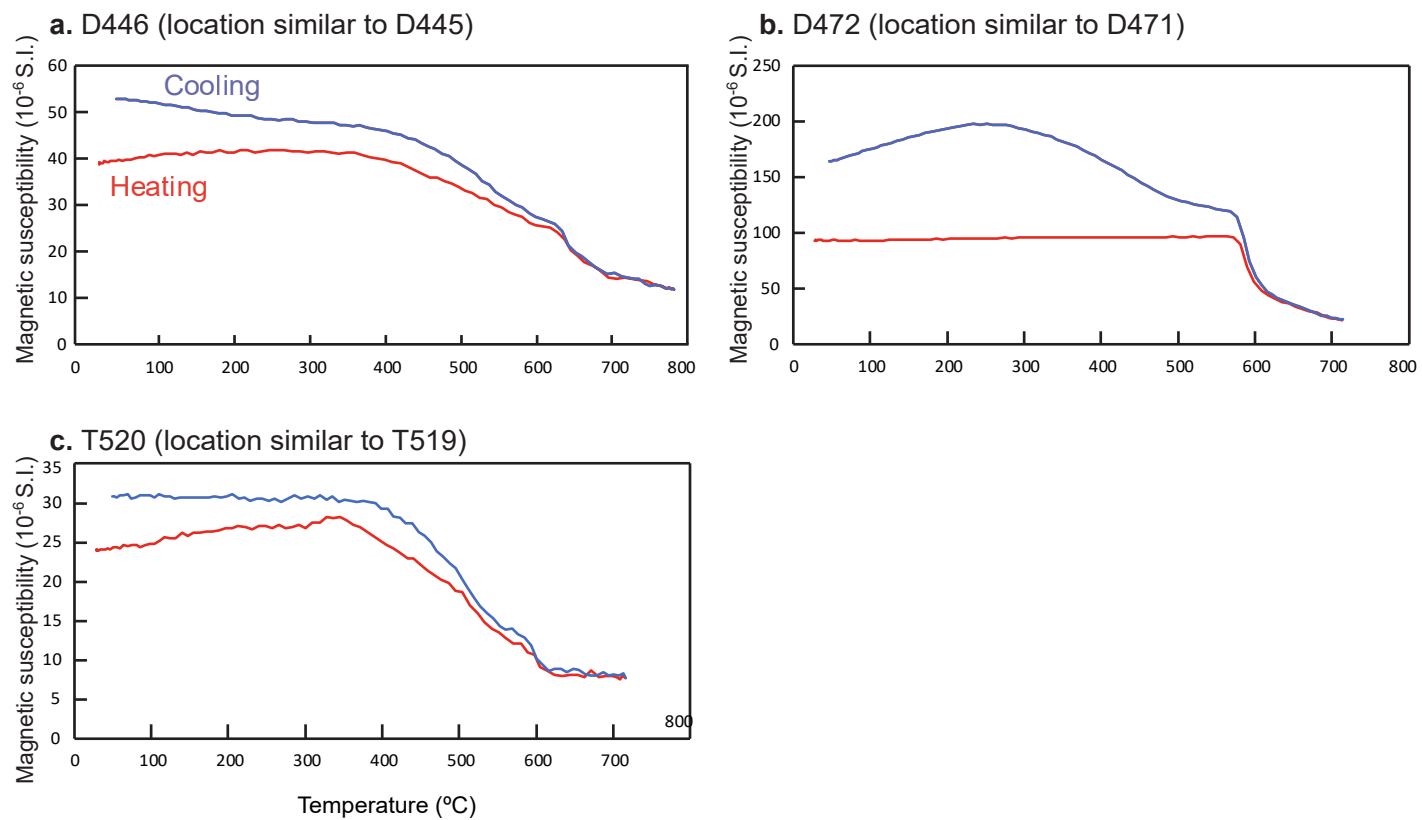 a. D446 (location similar to D445)
Magnetic susceptibility (10-6 S.I.)
60
50
40
30
20
10
0
Cooling
Heating
0 100 200 300 400 500 600 700 800
b. D472 (location similar to D471)
Magnetic susceptibility (10-6 S.I.)
250
200
150
100
50
0
0 100 200 300 400 500 600 700 800
c. T520 (location similar to T519)
Magnetic susceptibility (10-6 S.I.)
35
30
25
20
15
10
5
0
800
0 100 200 300 400 500 600 700
Temperature (ºC)